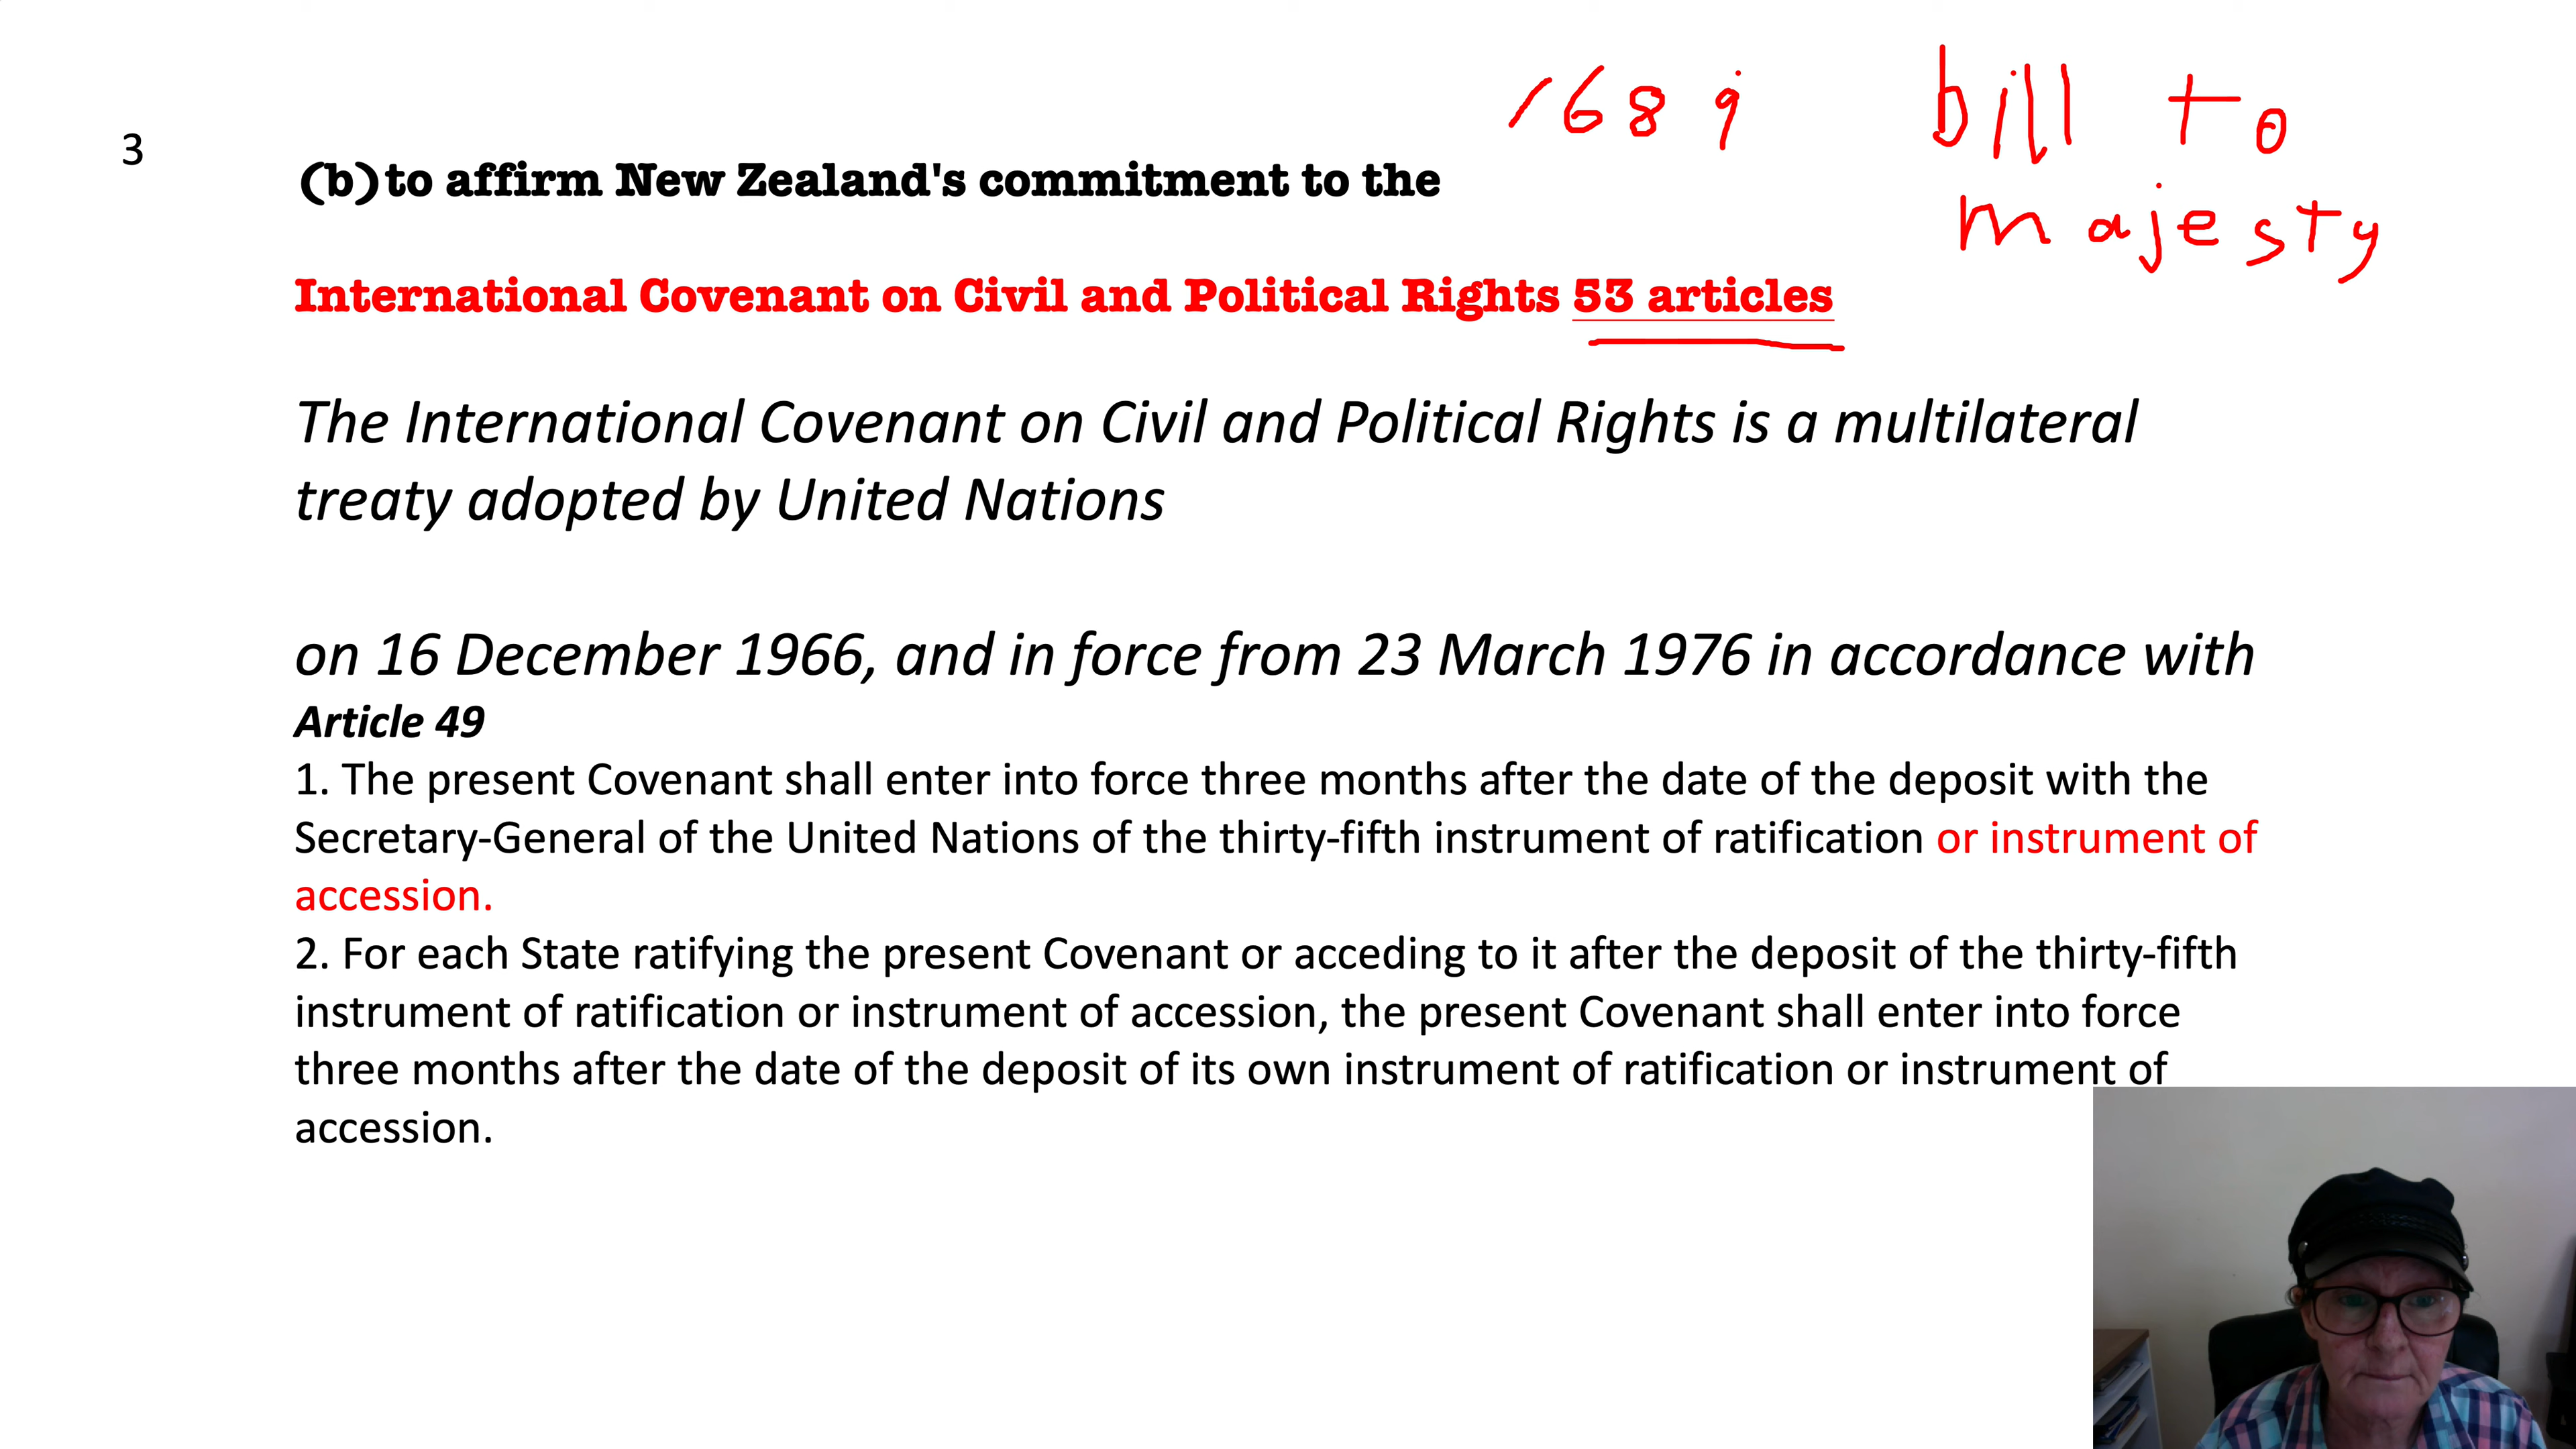 1689 bill to
majesty
3
(b) to affirm New Zealand's commitment to the
International Covenant on Civil and Political Rights 53 articles
The International Covenant on Civil and Political Rights is a multilateral
treaty adopted by United Nations
on 16 December 1966, and in force from 23 March 1976 in accordance with
Article 49
1. The present Covenant shall enter into force three months after the date of the deposit with the
Secretary-General of the United Nations of the thirty-fifth instrument of ratification or instrument of
accession.
2. For each State ratifying the present Covenant or acceding to it after the deposit of the thirty-fifth
instrument of ratification or instrument of accession, the present Covenant shall enter into force
three months after the date of the deposit of its own instrument of ratification or instrument of
accession.